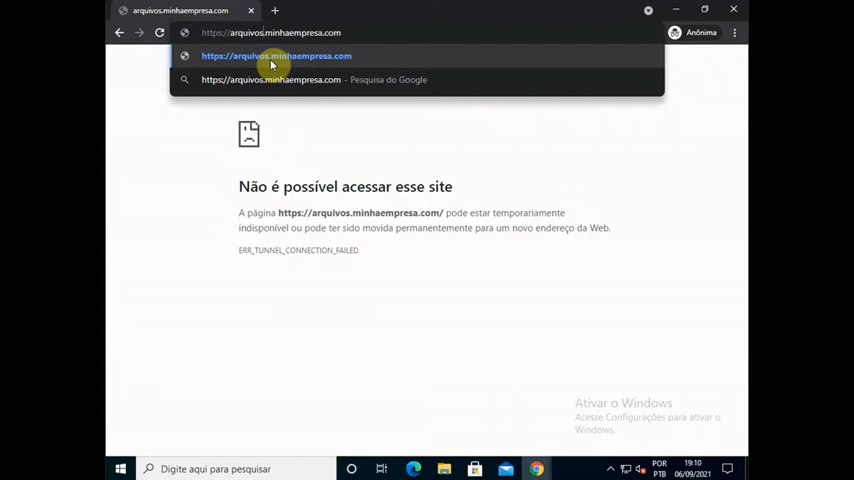 arquivos.minhaempresa.com
https://arquivos.minhaempresa.com
Anônima
https://arquivos.minhaempresa.com
https://arquivos.minhaempresa.com - Pesquisa do Google
Não é possível acessar esse site
A página https://arquivos.minhaempresa.com/ pode estar temporariamente
indisponível ou pode ter sido movida permanentemente para um novo endereço da Web.
ERR_TUNNEL_CONNECTION_FAILED
Ativar o Windows
Acesse Configurações para ativar o
Windows.
Digite aqui para pesquisar
POR
PTB
19:10
06/09/2021